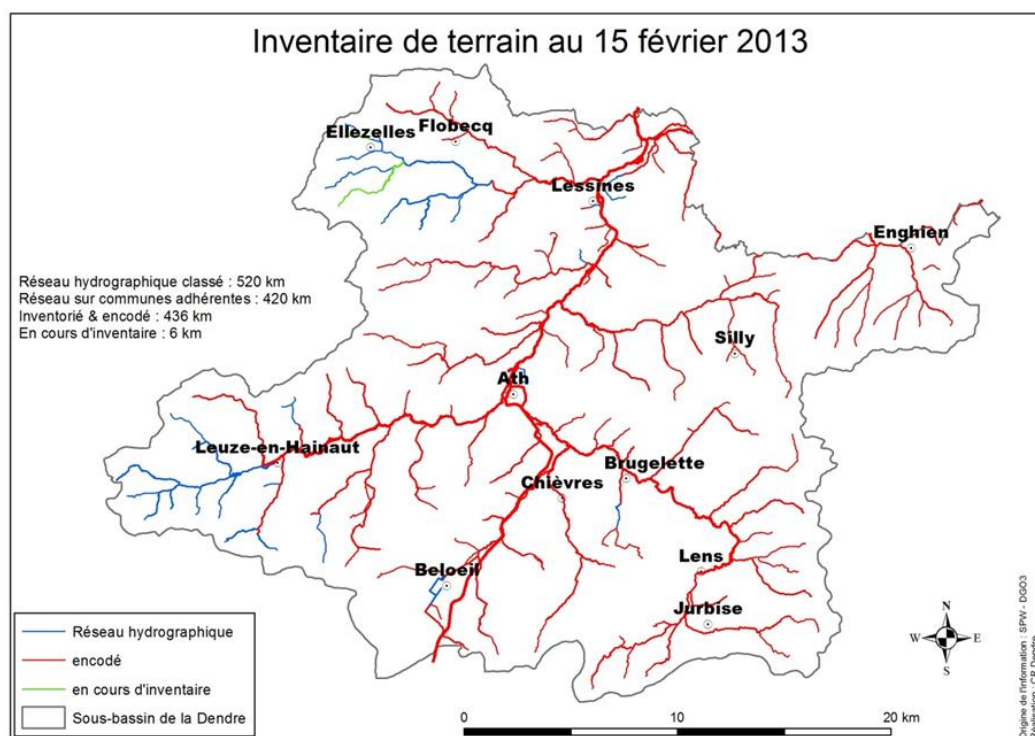 Inventaire de terrain au 15 février 2013
Ellezelles
Flobecq
Lessines
Enghien
Réseau hydrographique classé : 520 km
Réseau sur communes adhérentes : 420 km
Inventorié & encodé : 436 km
En cours d'inventaire : 6 km
Silly
Ath
Leuze-en-Hainaut
Brugelette
Chièvres
Beloeil
Lens
Jurbise
Réseau hydrographique
encodé
en cours d'inventaire
Sous-bassin de la Dendre
N
W
E
S
0
10
20 km
Origine de l'information : SPW - DGO3
Réalisation : CR Dendre